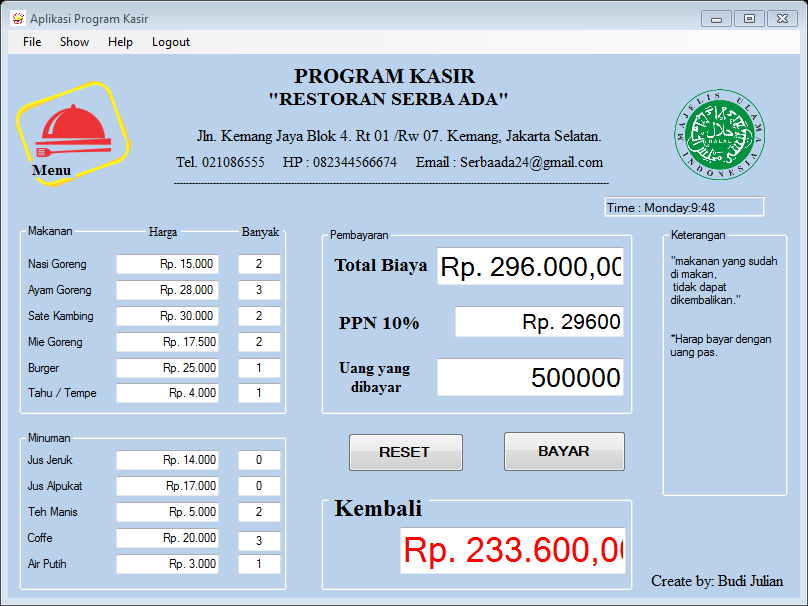 Aplikasi Program Kasir
File Show Help Logout
PROGRAM KASIR
"RESTORAN SERBA ADA"
Jln. Kemang Jaya Blok 4. Rt 01 /Rw 07. Kemang, Jakarta Selatan.
Tel. 021086555 HP : 082344566674 Email : Serbaada24@gmail.com
Menu
MAJELIS ULAMA INDONESIA
حلال
HALAL
Time : Monday:9:48
Makanan Harga Banyak
Nasi Goreng Rp. 15.000 2
Ayam Goreng Rp. 28.000 3
Sate Kambing Rp. 30.000 2
Mie Goreng Rp. 17.500 2
Burger Rp. 25.000 1
Tahu / Tempe Rp. 4.000 1
Minuman
Jus Jeruk Rp. 14.000 0
Jus Alpukat Rp.17.000 0
Teh Manis Rp. 5.000 2
Coffe Rp. 20.000 3
Air Putih Rp. 3.000 1
Pembayaran
Total Biaya Rp. 296.000,00
PPN 10% Rp. 29600
Uang yang
dibayar 500000
RESET BAYAR
Kembali
Rp. 233.600,00
Keterangan
"makanan yang sudah
di makan,
tidak dapat
dikembalikan."
*Harap bayar dengan
uang pas.
Create by: Budi Julian